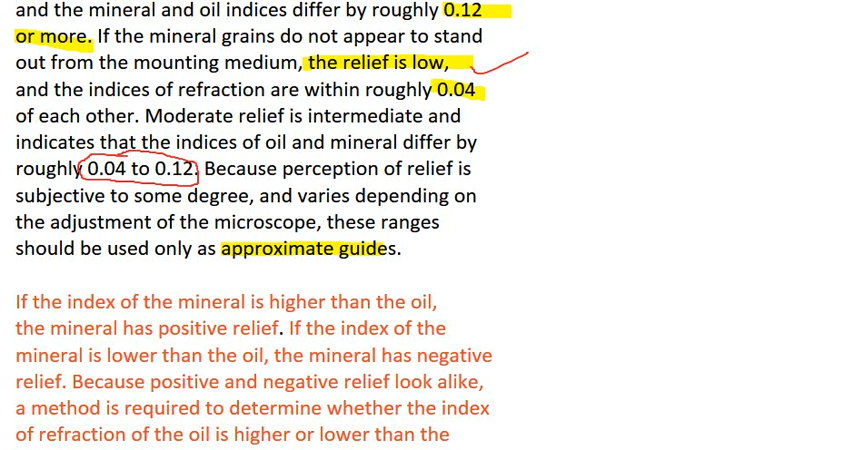 and the mineral and oil indices differ by roughly 0.12
or more. If the mineral grains do not appear to stand
out from the mounting medium, the relief is low,
and the indices of refraction are within roughly 0.04
of each other. Moderate relief is intermediate and
indicates that the indices of oil and mineral differ by
roughly 0.04 to 0.12. Because perception of relief is
subjective to some degree, and varies depending on
the adjustment of the microscope, these ranges
should be used only as approximate guides.
If the index of the mineral is higher than the oil,
the mineral has positive relief. If the index of the
mineral is lower than the oil, the mineral has negative
relief. Because positive and negative relief look alike,
a method is required to determine whether the index
of refraction of the oil is higher or lower than the